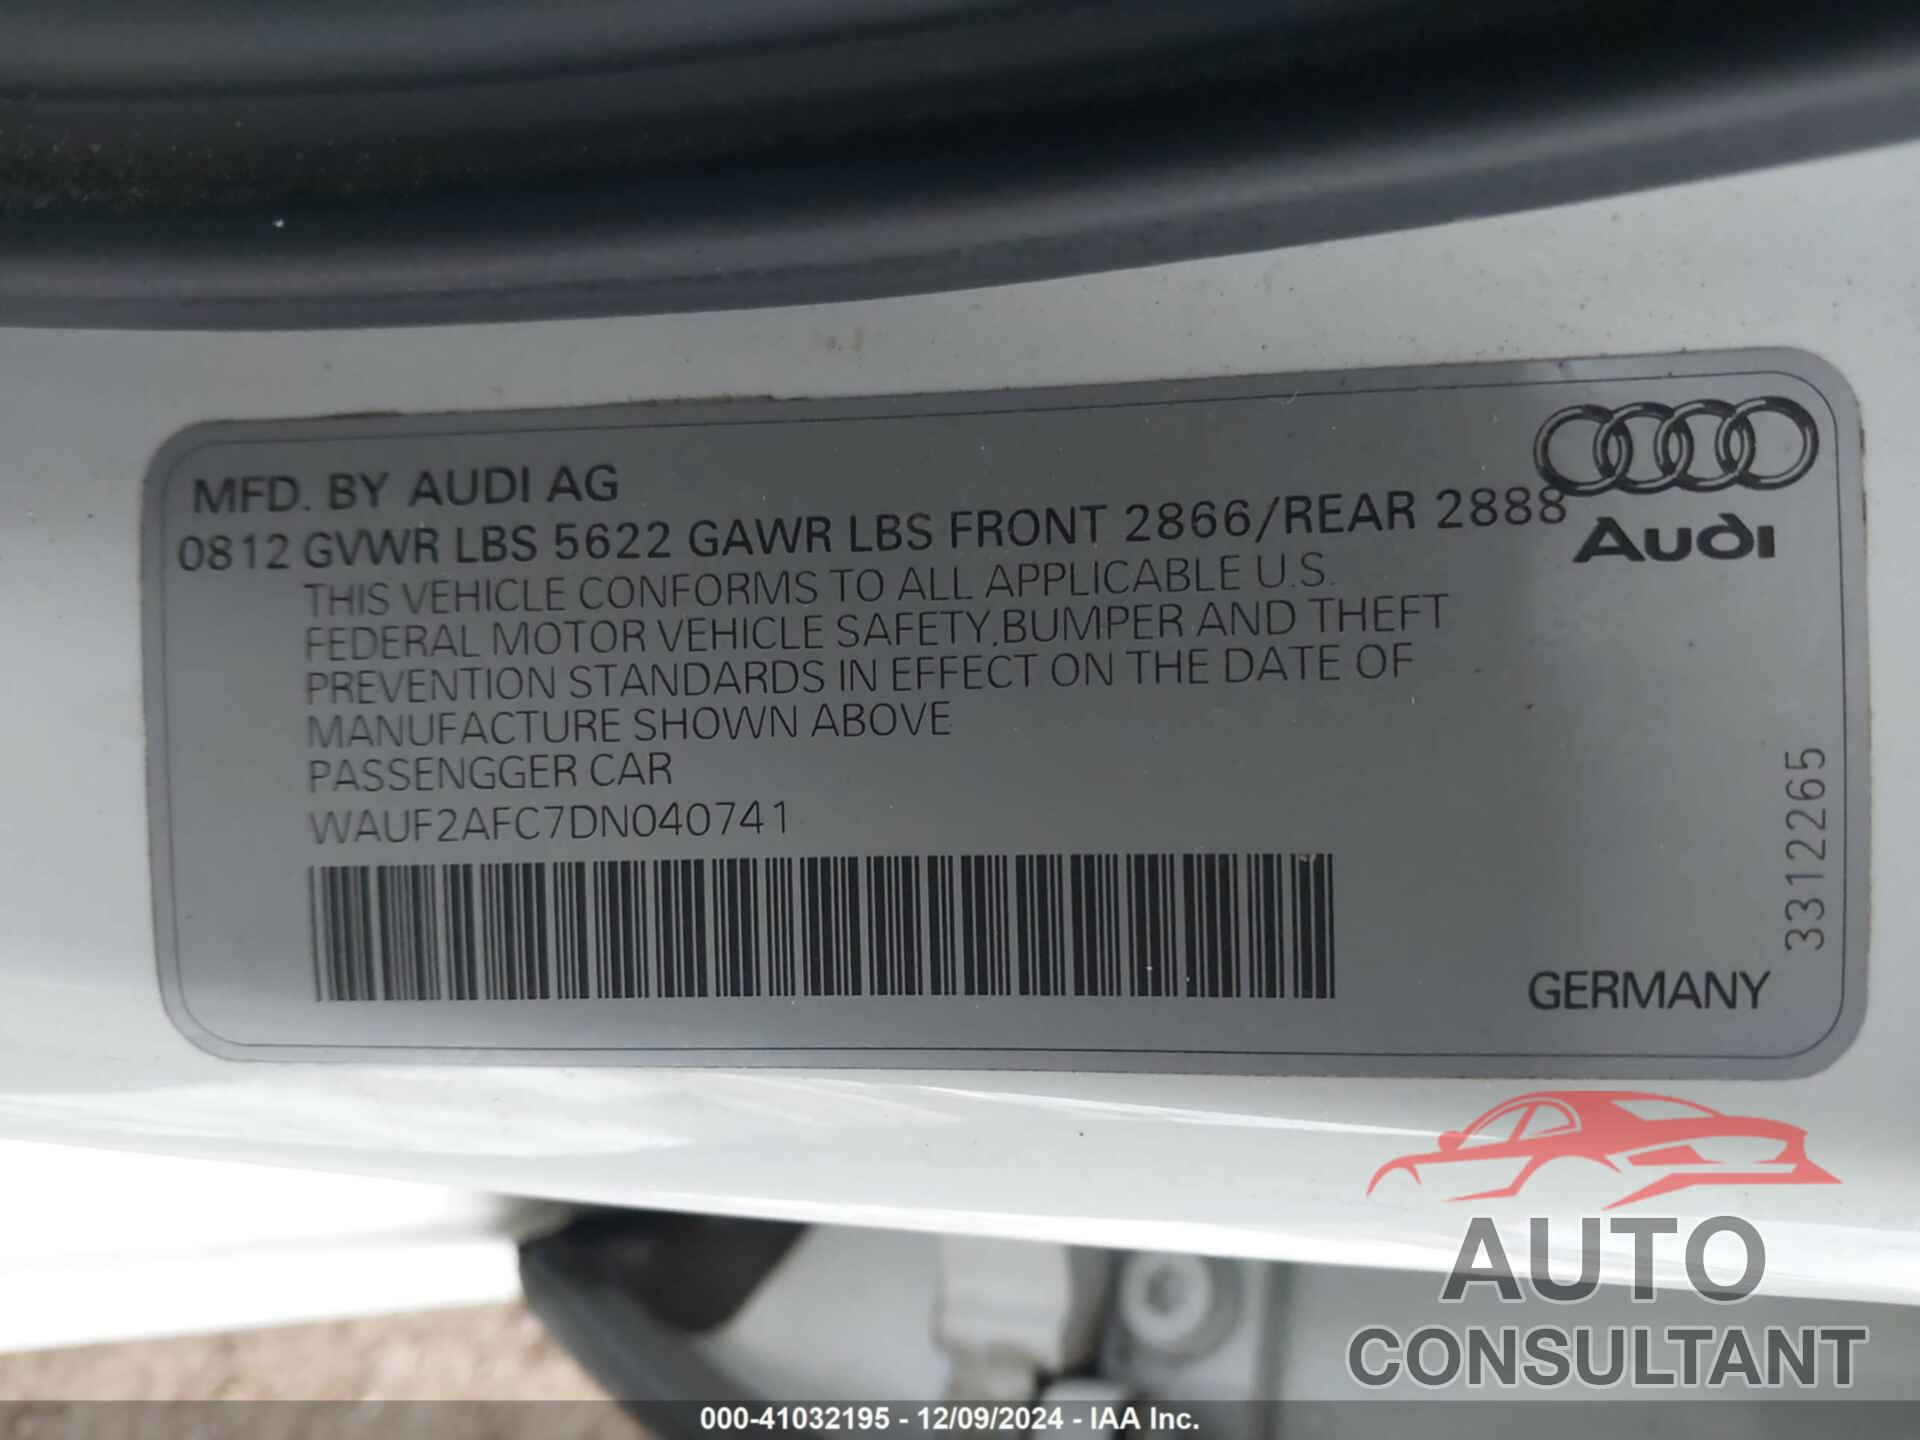 MFD. BY AUDI AG
0812 GVWR LBS 5622 GAWR LBS FRONT 2866/REAR 2888
THIS VEHICLE CONFORMS TO ALL APPLICABLE U.S.
FEDERAL MOTOR VEHICLE SAFETY,BUMPER AND THEFT
PREVENTION STANDARDS IN EFFECT ON THE DATE OF
MANUFACTURE SHOWN ABOVE
PASSENGGER CAR
WAUF2AFC7DN040741
Audi
3312265
GERMANY
AUTO
CONSULTANT
000-41032195 - 12/09/2024 - IAA Inc.